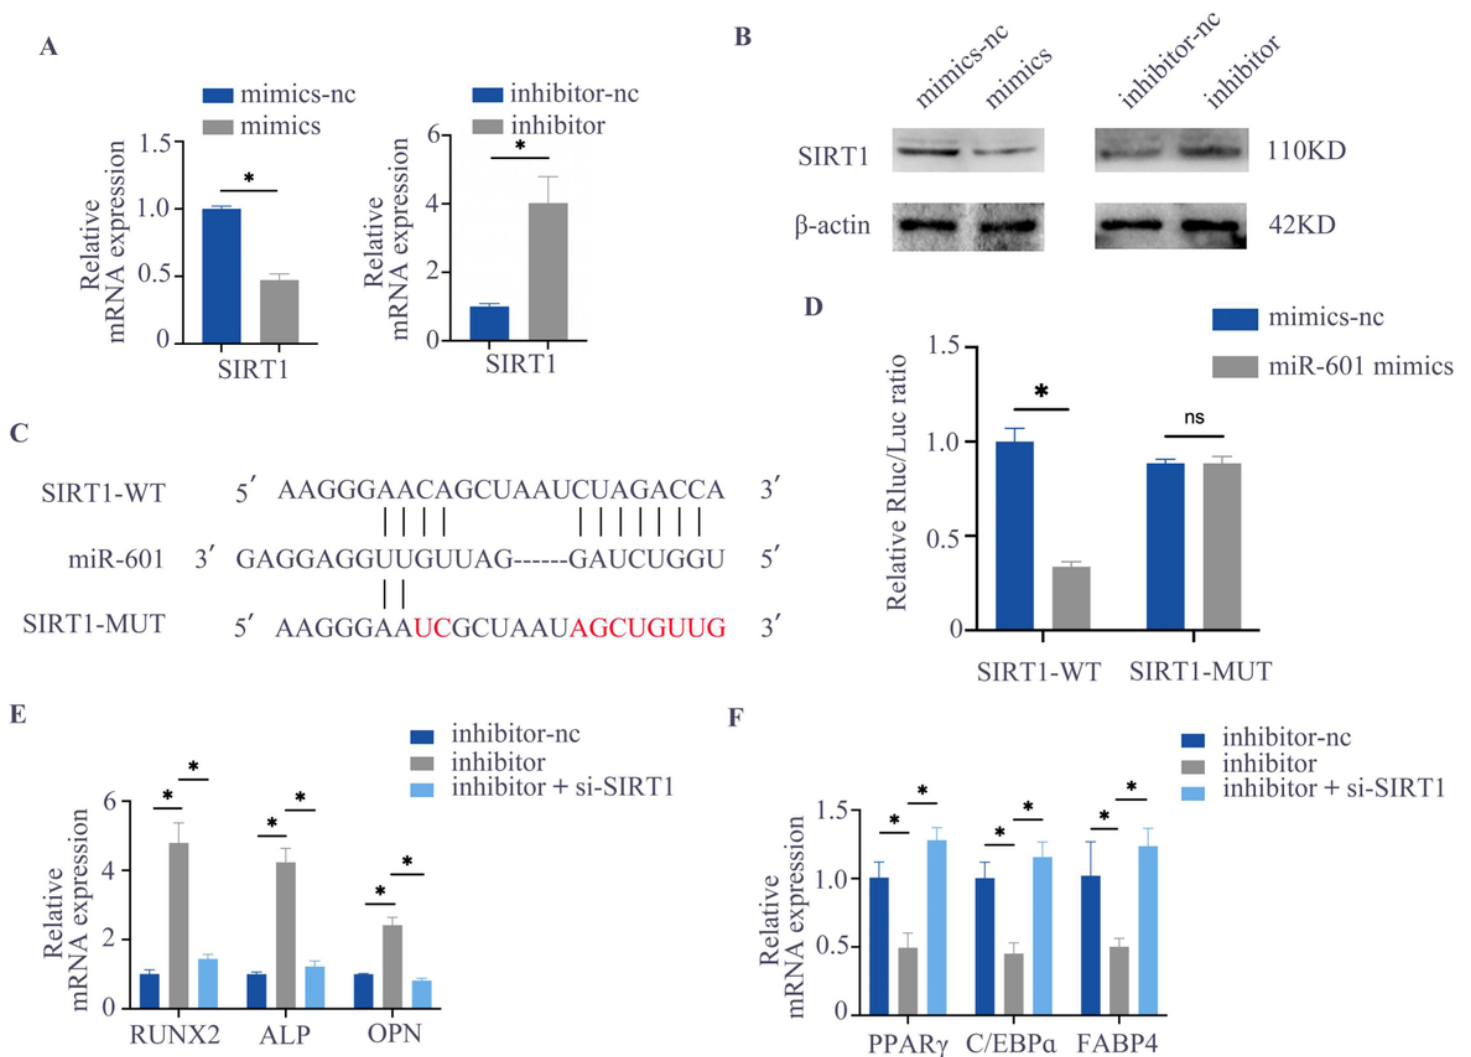 A
mimics-nc
mimics
Relative
mRNA expression
1.5
1.0
0.5
0
*
SIRT1
inhibitor-nc
inhibitor
Relative
mRNA expression
6
4
2
0
*
SIRT1
B
mimics-nc mimics inhibitor-nc inhibitor
SIRT1 110KD
β-actin 42KD
C
SIRT1-WT 5′ AAGGGAACAGCUAAUCUAGACCA 3′
miR-601 3′ GAGGAGGUUGUUAG------GAUCUGGU 5′
SIRT1-MUT 5′ AAGGGAAUCGCUAAUAGCUGUUG 3′
D
mimics-nc
miR-601 mimics
Relative Rluc/Luc ratio
1.5
1.0
0.5
0
* ns
SIRT1-WT SIRT1-MUT
E
inhibitor-nc
inhibitor
inhibitor + si-SIRT1
Relative
mRNA expression
6
4
2
0
* * * * * *
RUNX2 ALP OPN
F
inhibitor-nc
inhibitor
inhibitor + si-SIRT1
Relative
mRNA expression
1.5
1.0
0.5
0
* * * * * *
PPARγ C/EBPα FABP4